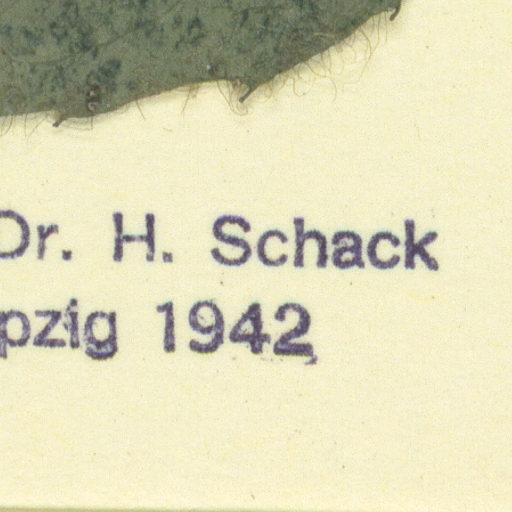 Dr. H. Schack
pzig 1942